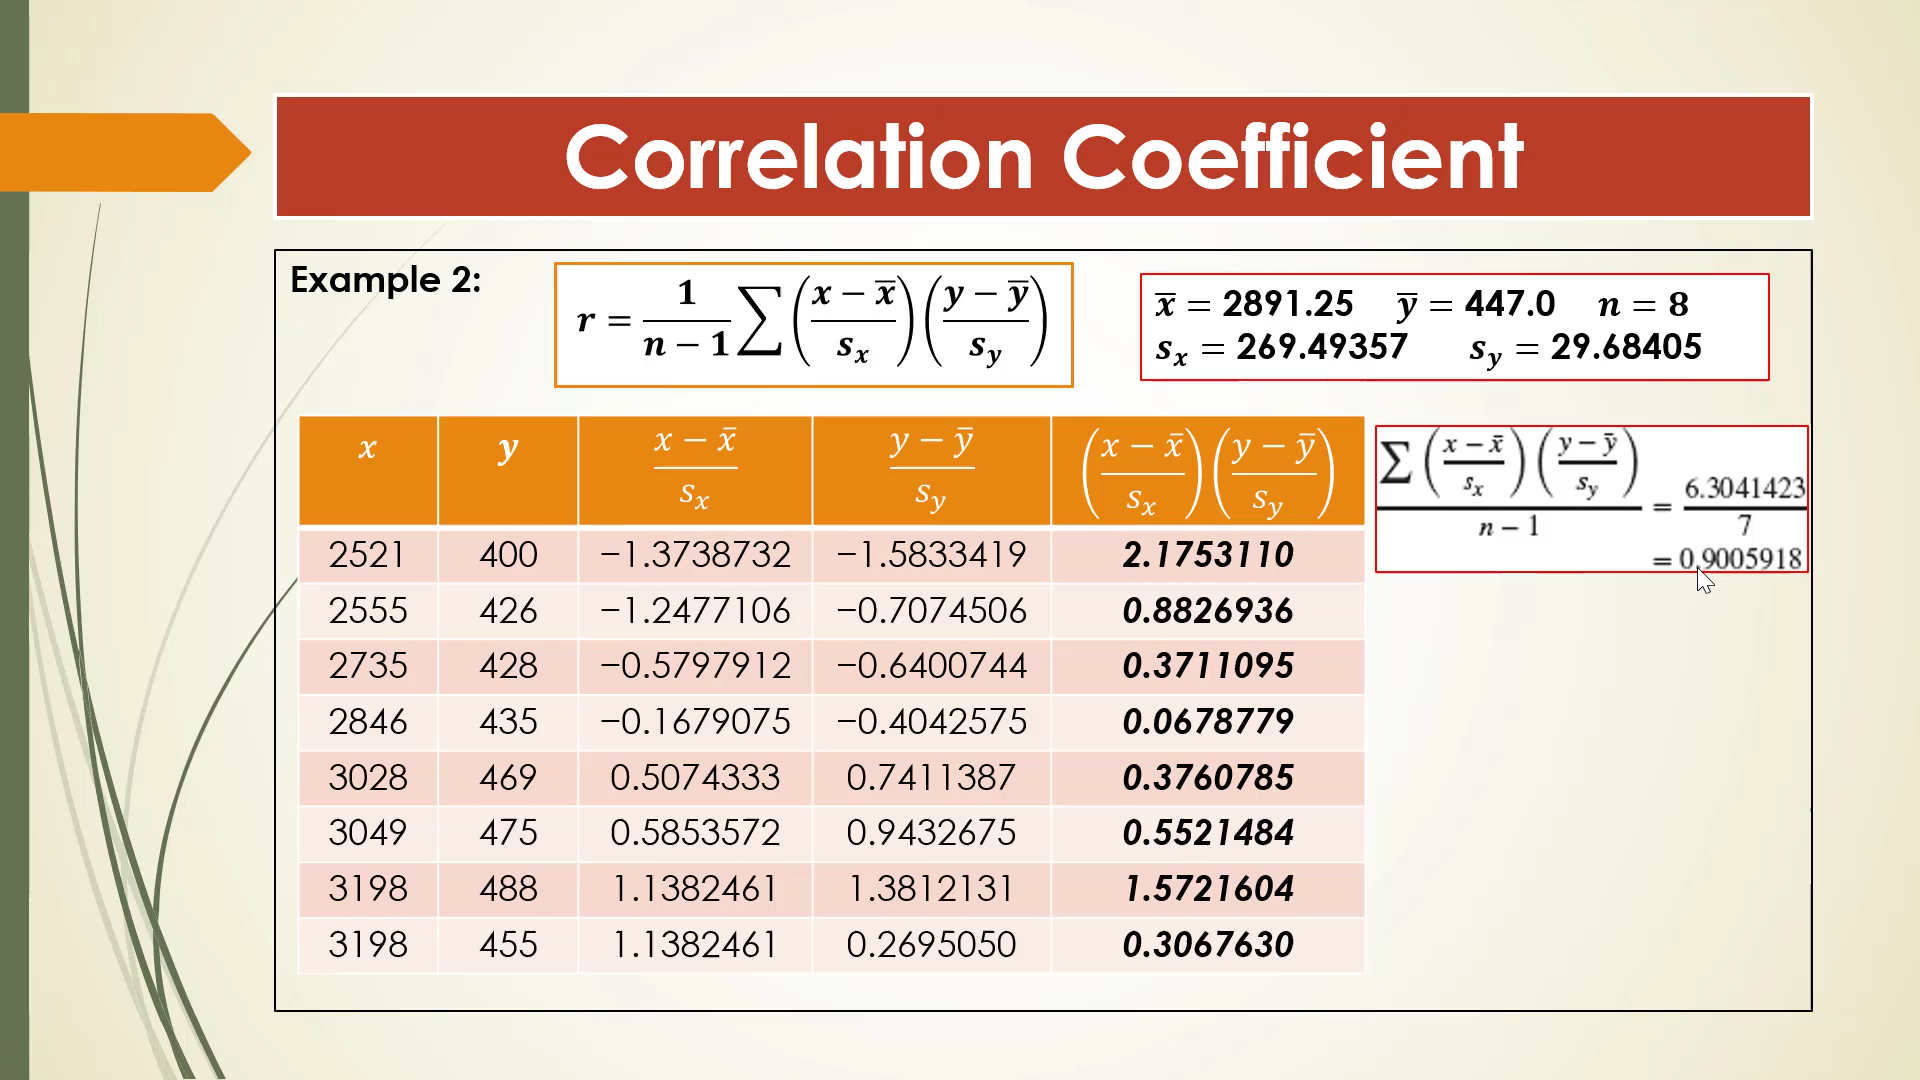 Correlation Coefficient
Example 2:
r = 1/(n − 1) ∑ ((x − x̄)/sₓ) ((y − ȳ)/s_y)
x̄ = 2891.25 ȳ = 447.0 n = 8
sₓ = 269.49357 s_y = 29.68405
x y (x − x̄)/sₓ (y − ȳ)/s_y ((x − x̄)/sₓ) ((y − ȳ)/s_y)
2521 400 −1.3738732 −1.5833419 2.1753110
2555 426 −1.2477106 −0.7074506 0.8826936
2735 428 −0.5797912 −0.6400744 0.3711095
2846 435 −0.1679075 −0.4042575 0.0678779
3028 469 0.5074333 0.7411387 0.3760785
3049 475 0.5853572 0.9432675 0.5521484
3198 488 1.1382461 1.3812131 1.5721604
3198 455 1.1382461 0.2695050 0.3067630
∑ ((x − x̄)/sₓ) ((y − ȳ)/s_y) / (n − 1) = 6.3041423/7
= 0.9005918